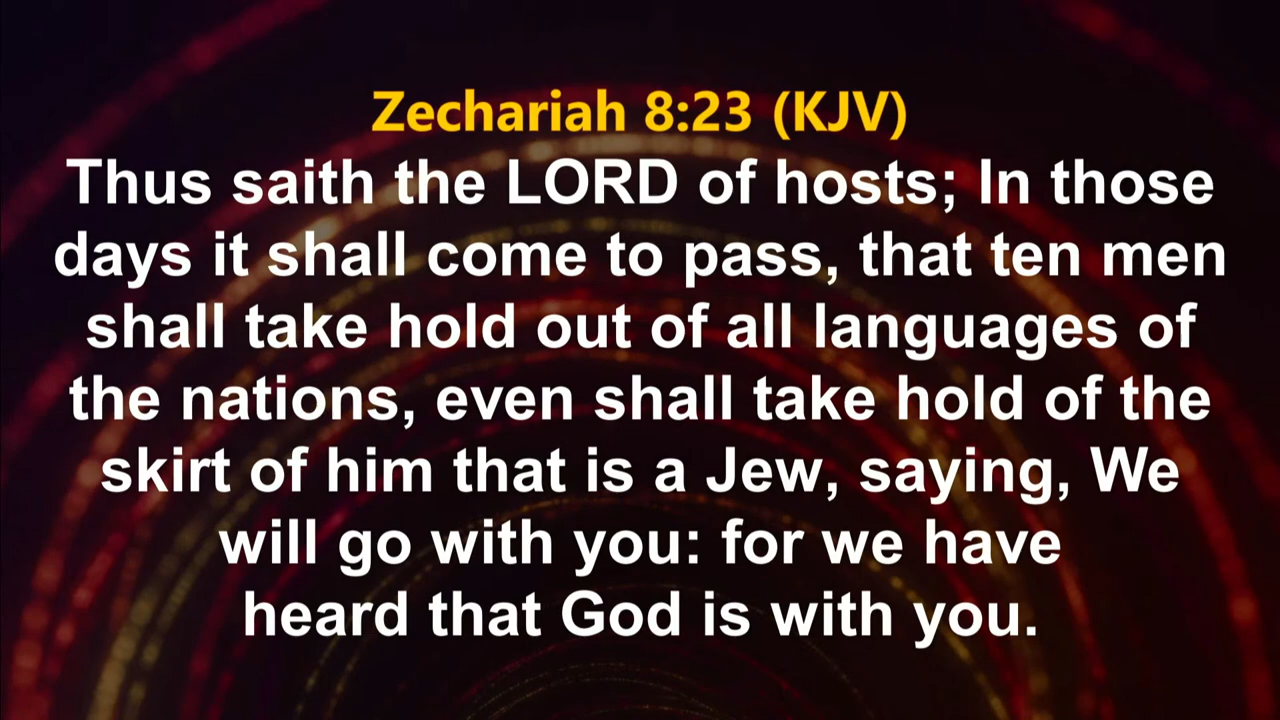 Zechariah 8:23 (KJV)
Thus saith the LORD of hosts; In those
days it shall come to pass, that ten men
shall take hold out of all languages of
the nations, even shall take hold of the
skirt of him that is a Jew, saying, We
will go with you: for we have
heard that God is with you.